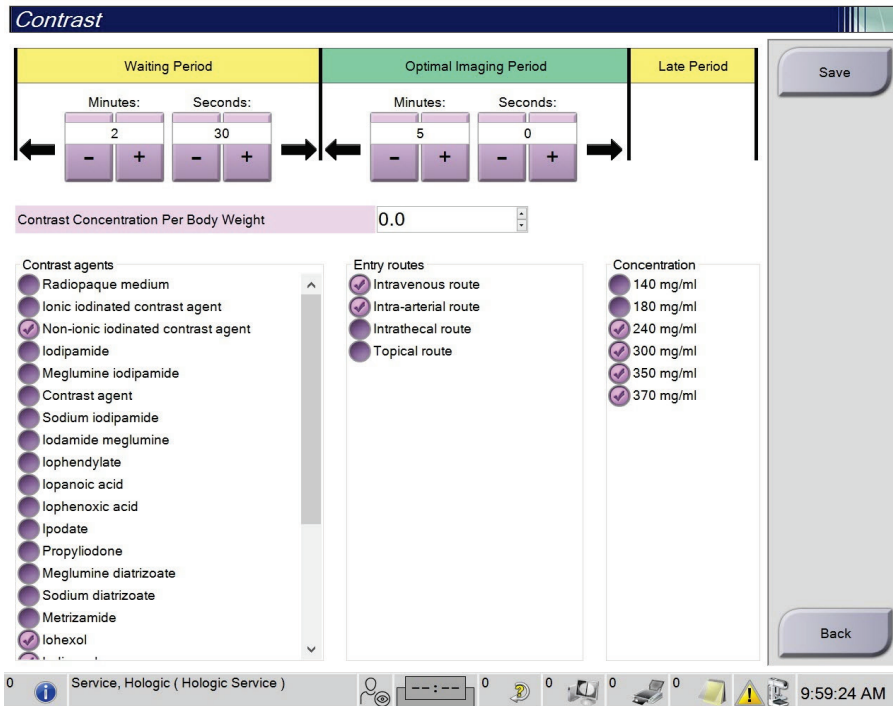 Contrast
Waiting Period
Optimal Imaging Period
Late Period
Save
Minutes:
Seconds:
Minutes:
Seconds:
2
30
5
0
- + - + - + - +
Contrast Concentration Per Body Weight
0.0
Contrast agents
Radiopaque medium
Ionic iodinated contrast agent
Non-ionic iodinated contrast agent
Iodipamide
Meglumine iodipamide
Contrast agent
Sodium iodipamide
Iodamide meglumine
Iophendylate
Iopanoic acid
Iophenoxic acid
Ipodate
Propyliodone
Meglumine diatrizoate
Sodium diatrizoate
Metrizamide
Iohexol
Entry routes
Intravenous route
Intra-arterial route
Intrathecal route
Topical route
Concentration
140 mg/ml
180 mg/ml
240 mg/ml
300 mg/ml
350 mg/ml
370 mg/ml
Back
0 Service, Hologic ( Hologic Service ) --:-- 0 0 0 0 9:59:24 AM